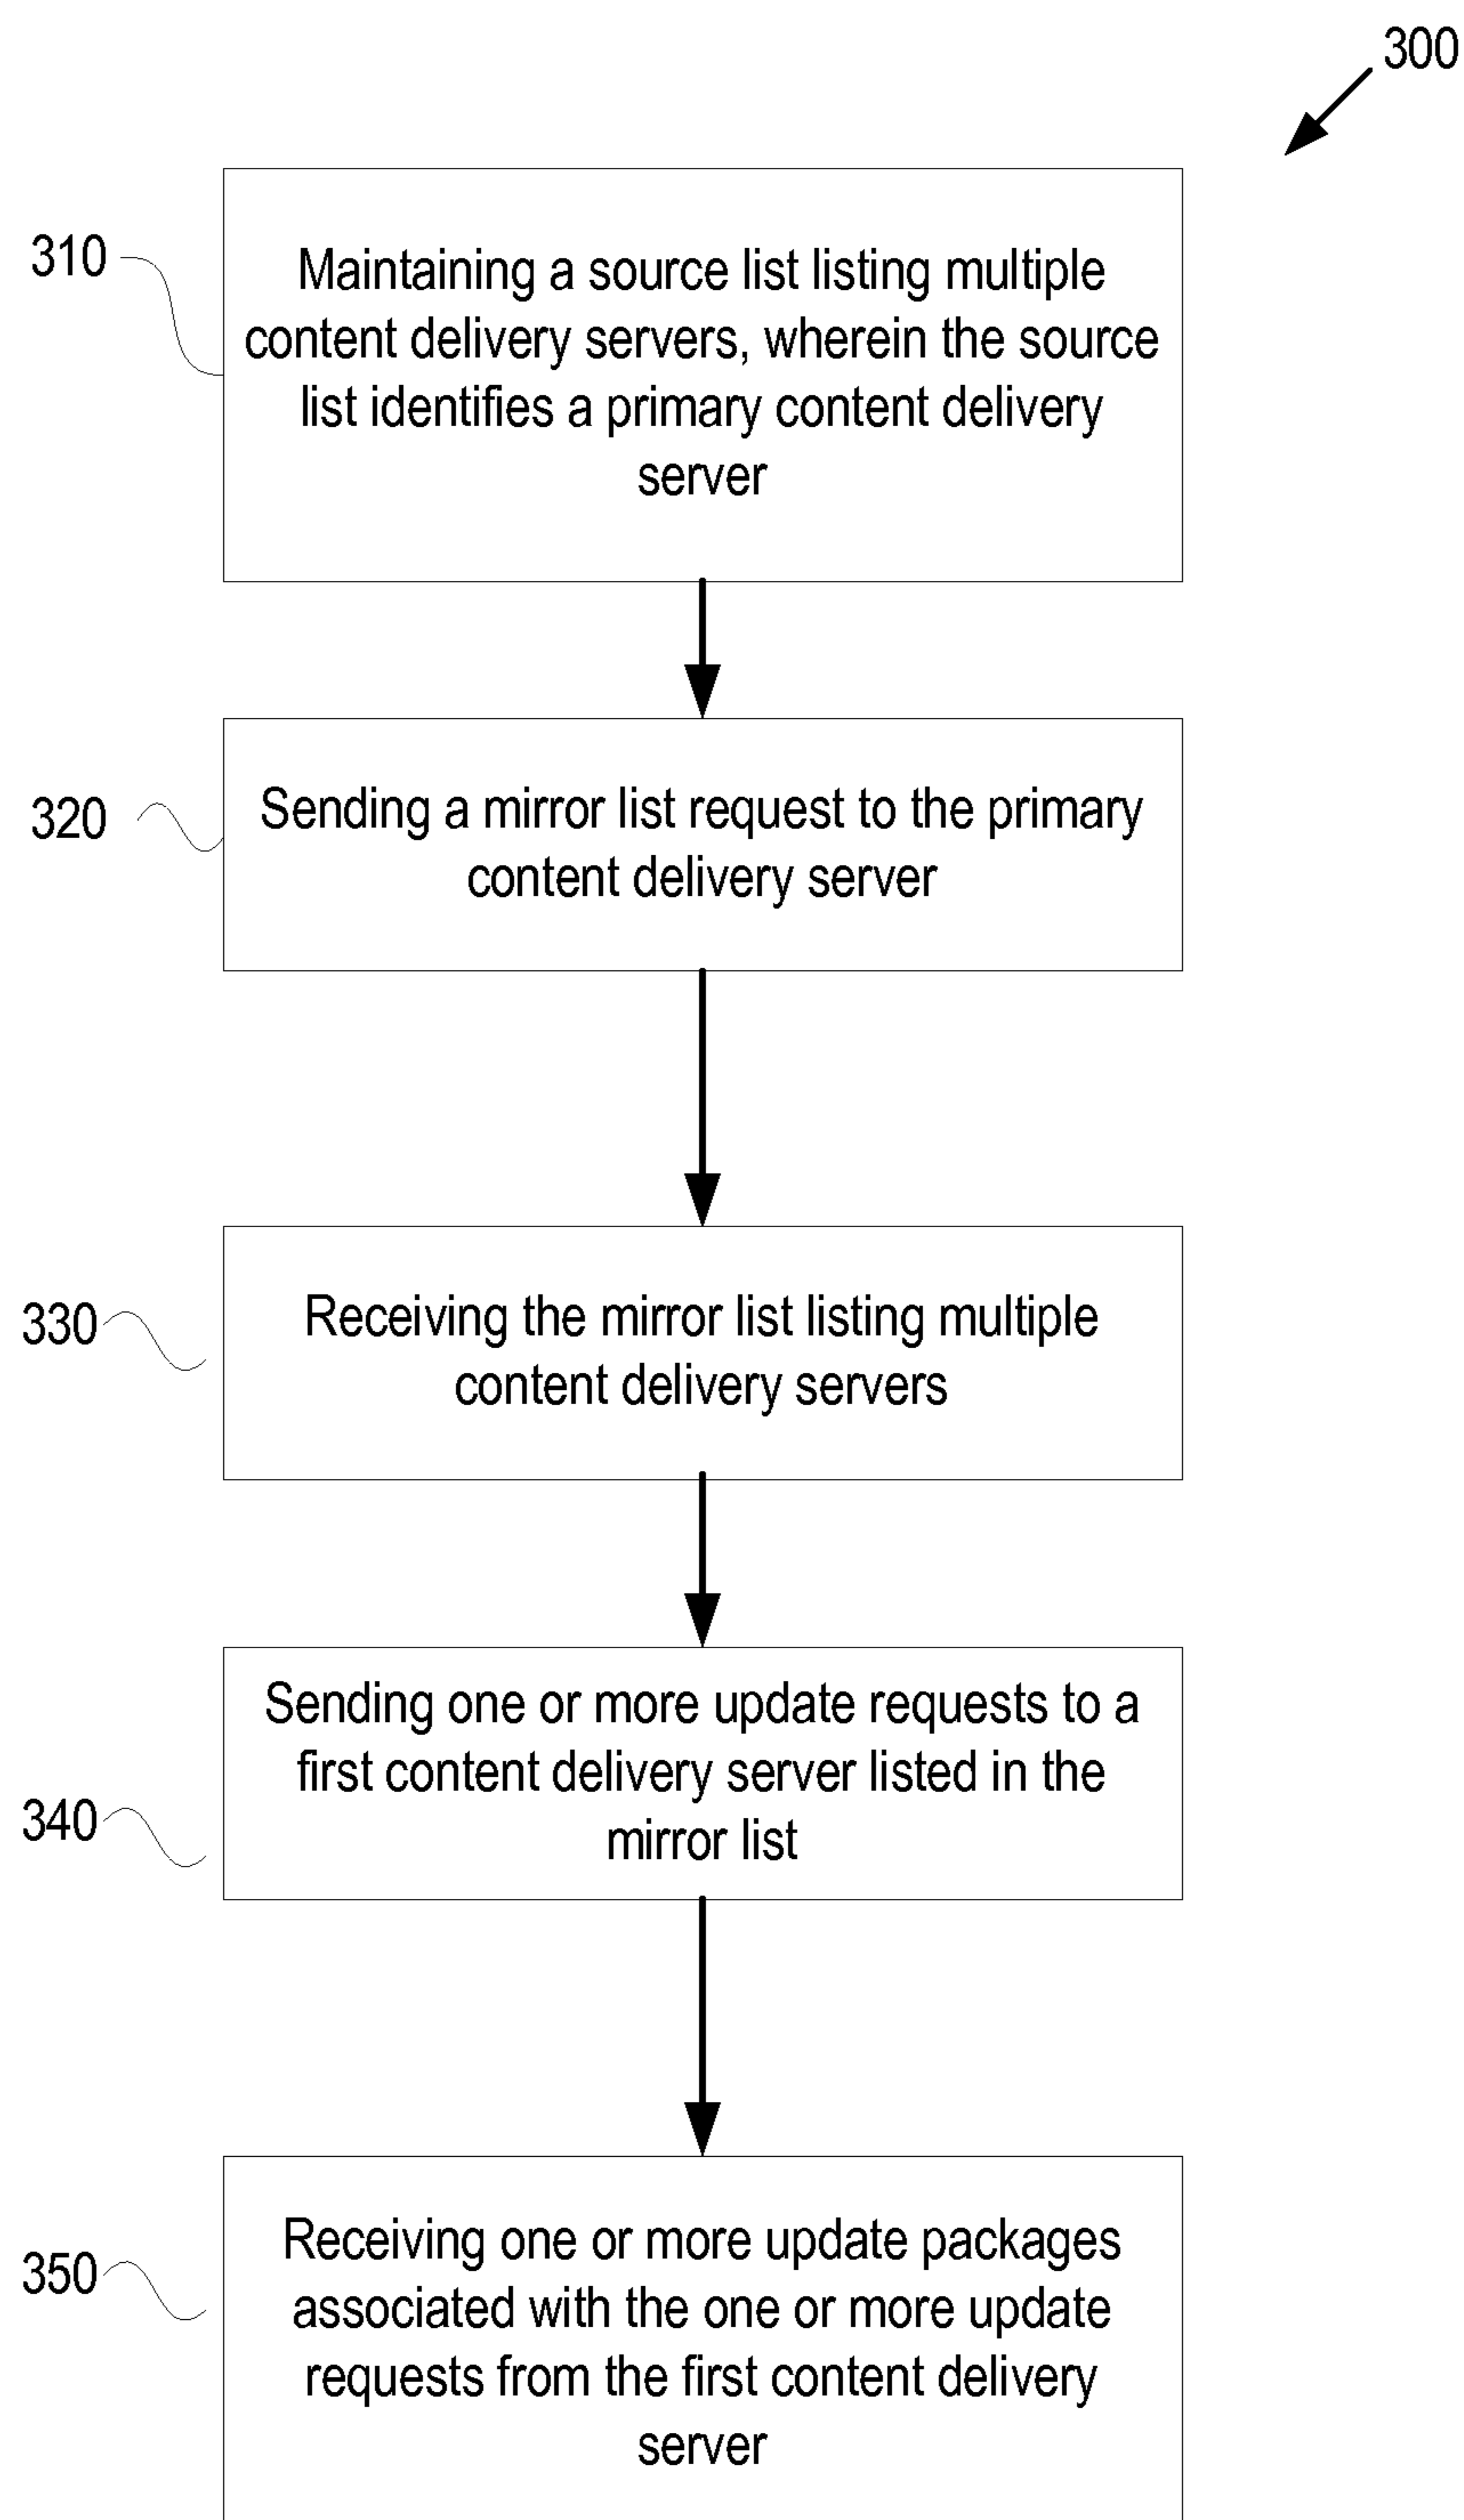 300
310
Maintaining a source list listing multiple
content delivery servers, wherein the source
list identifies a primary content delivery
server
320
Sending a mirror list request to the primary
content delivery server
330
Receiving the mirror list listing multiple
content delivery servers
340
Sending one or more update requests to a
first content delivery server listed in the
mirror list
350
Receiving one or more update packages
associated with the one or more update
requests from the first content delivery
server